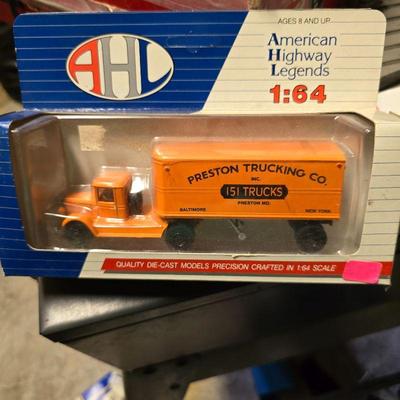 AHL
AGES 8 AND UP
American
Highway
Legends
1:64
PRESTON TRUCKING CO.
INC.
151 TRUCKS
PRESTON MD.
BALTIMORE
NEW YORK
QUALITY DIE-CAST MODELS PRECISION CRAFTED IN 1:64 SCALE